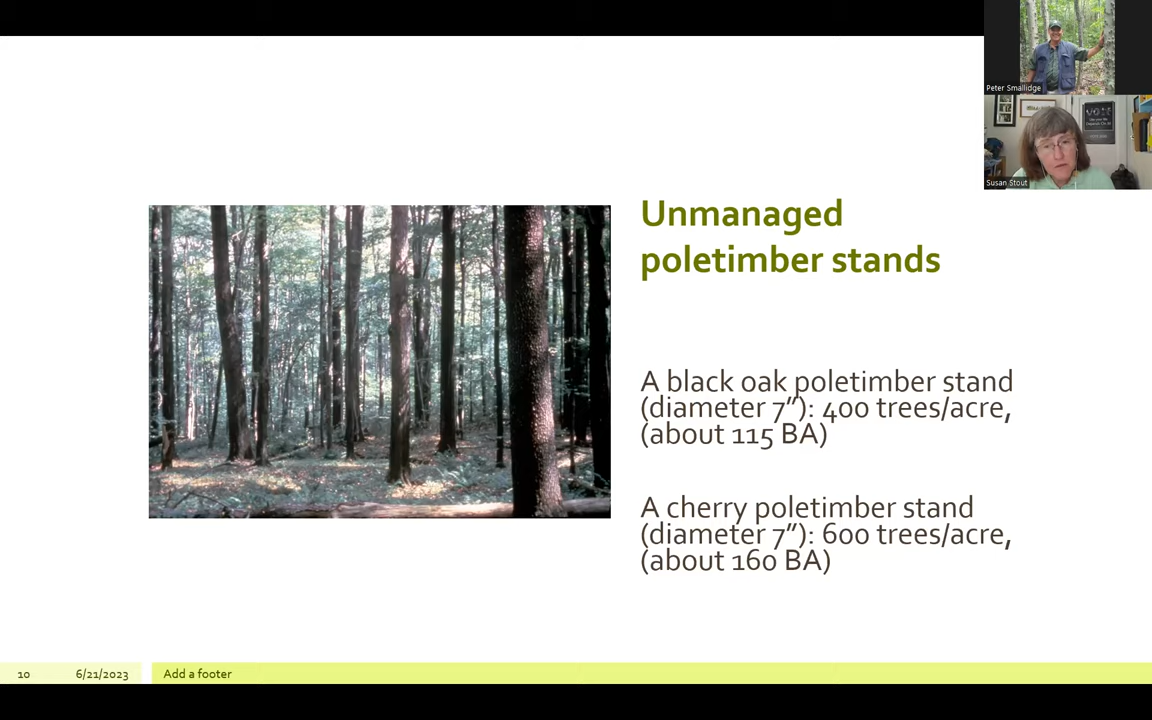 Peter Smallidge
VOTE
Susan Stout
Unmanaged
poletimber stands
A black oak poletimber stand
(diameter 7”): 400 trees/acre,
(about 115 BA)
A cherry poletimber stand
(diameter 7”): 600 trees/acre,
(about 160 BA)
10
6/21/2023
Add a footer